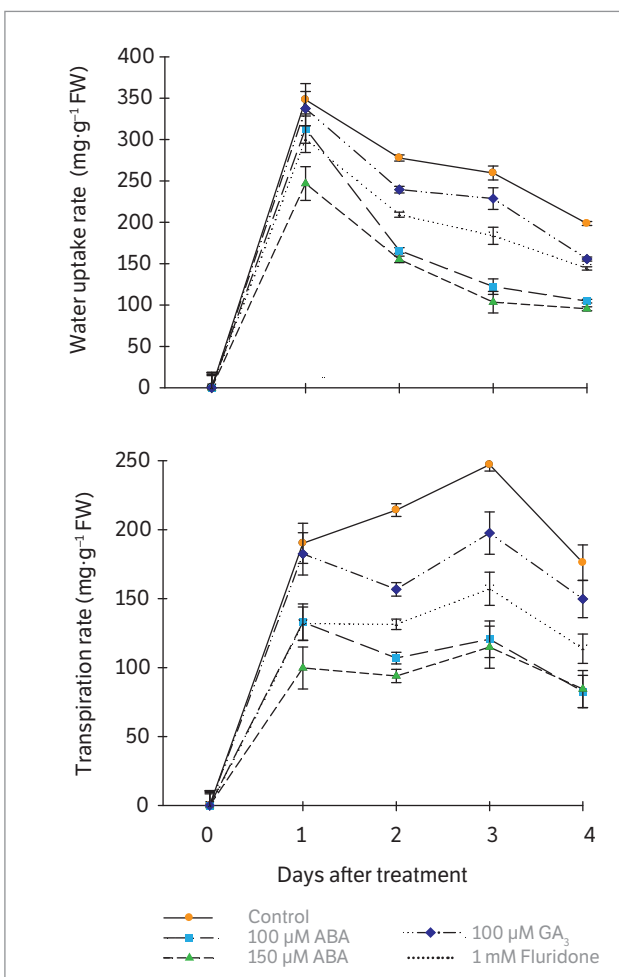 Water uptake rate (mg·g⁻¹ FW)
400
350
300
250
200
150
100
50
0
Transpiration rate (mg·g⁻¹ FW)
250
200
150
100
50
0
0 1 2 3 4
Days after treatment
Control
100 µM ABA
150 µM ABA
100 µM GA₃
1 mM Fluridone